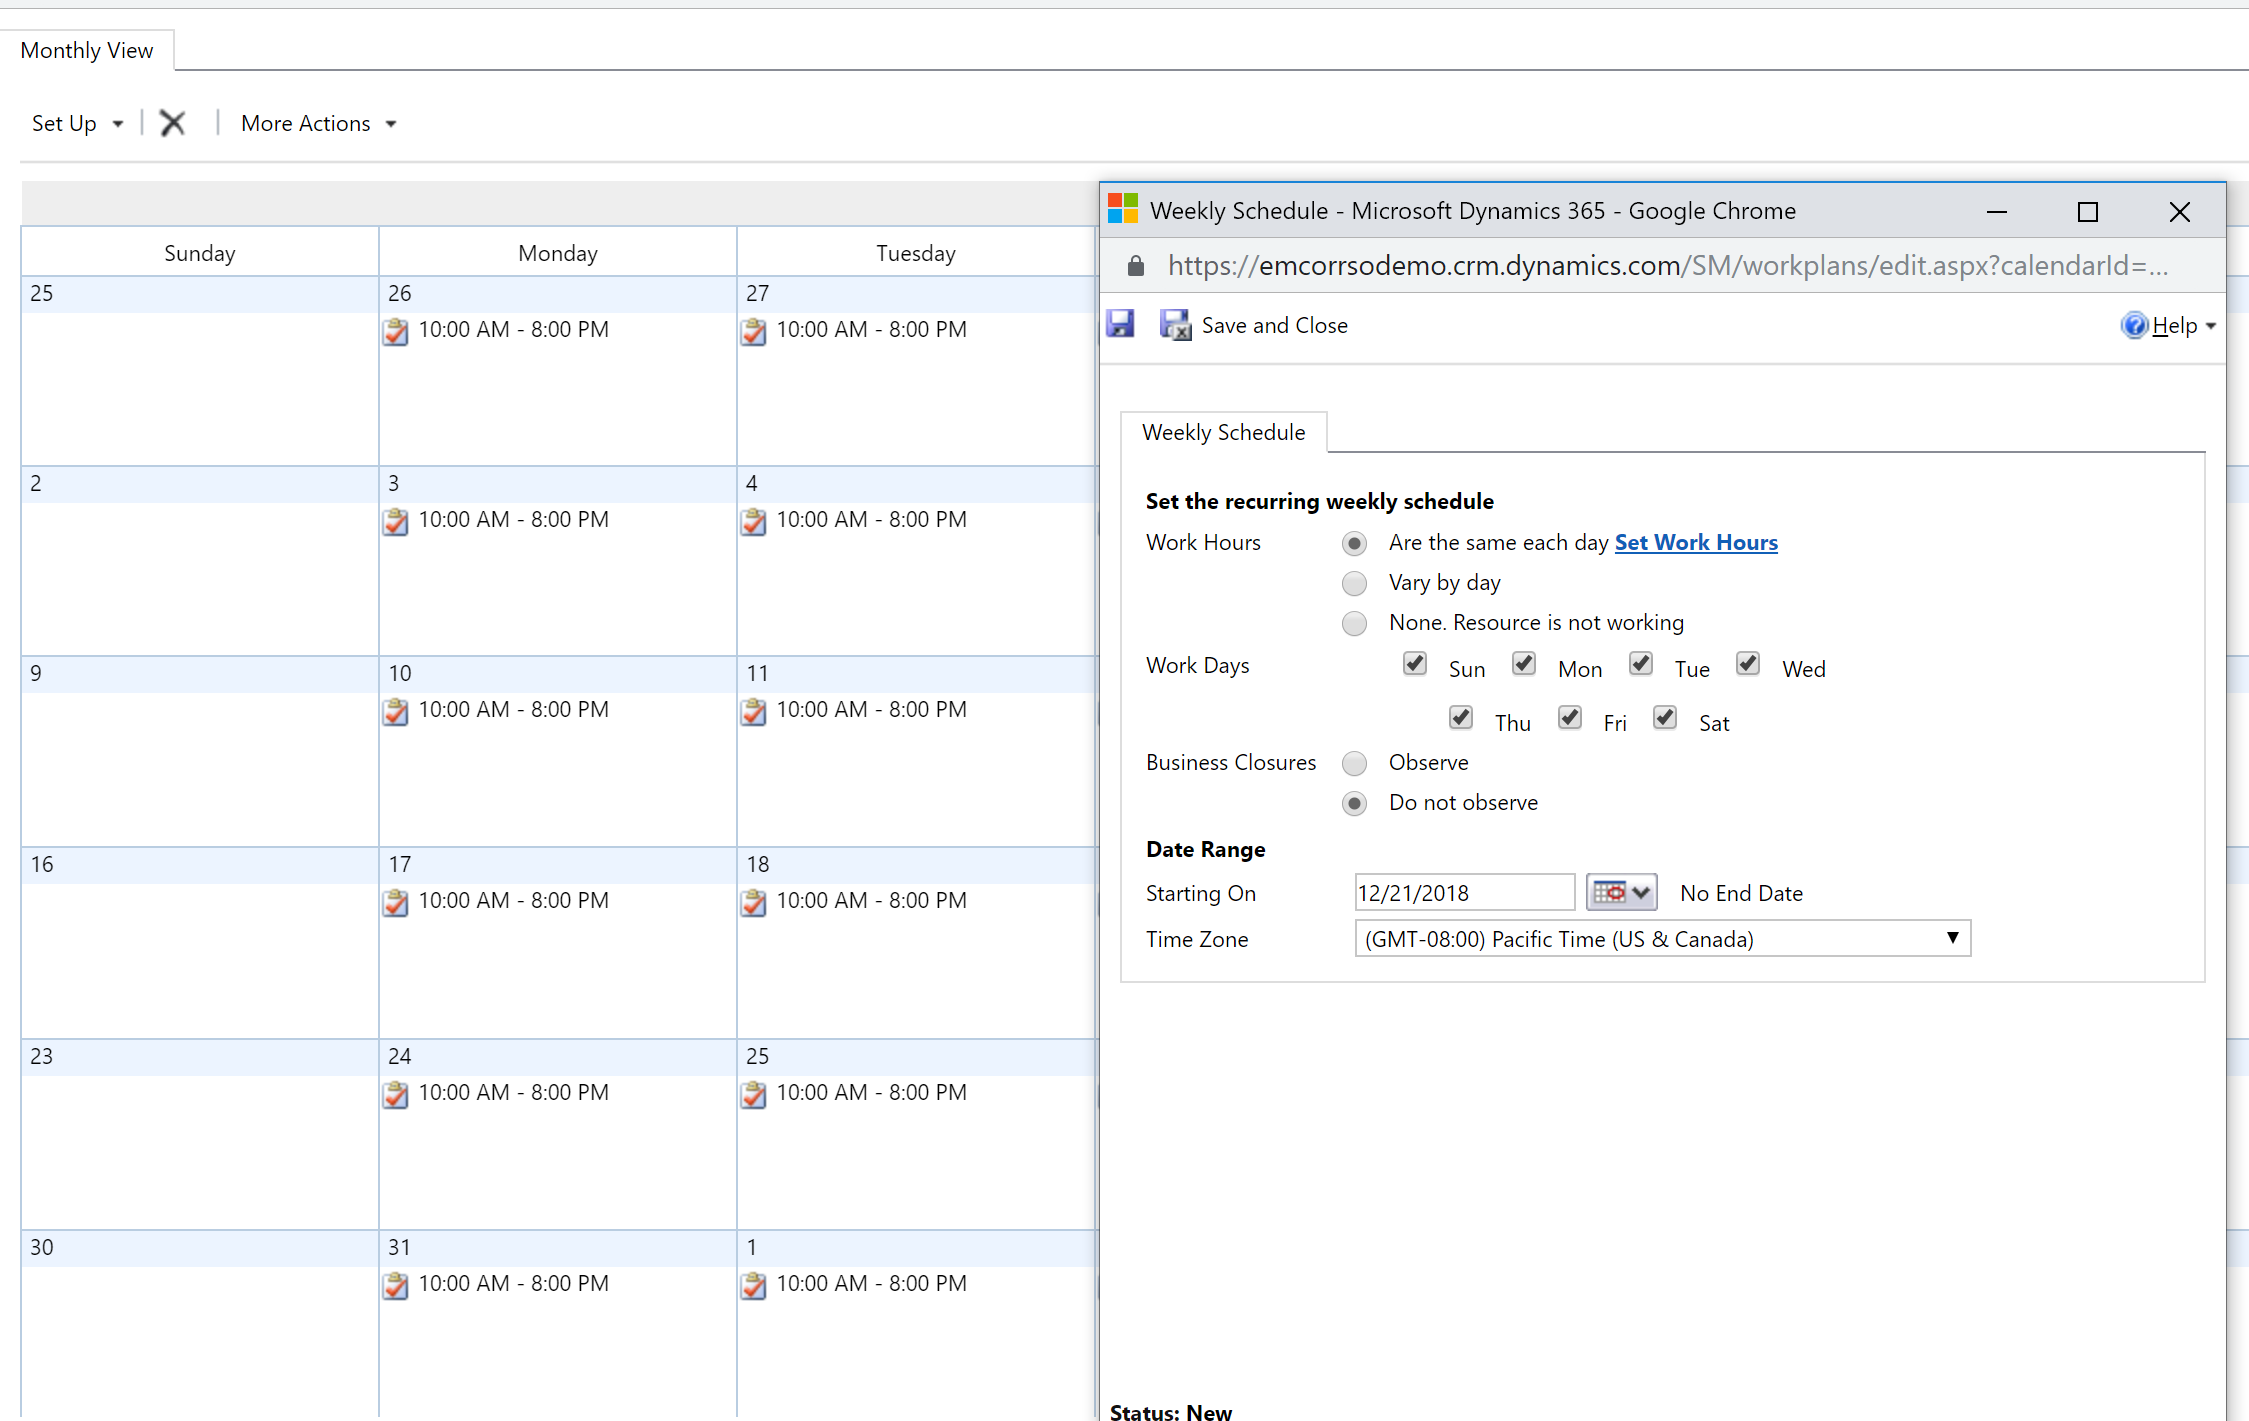 Monthly View
Set Up
More Actions
Sunday Monday Tuesday
25 26 27
10:00 AM - 8:00 PM 10:00 AM - 8:00 PM
2 3 4
10:00 AM - 8:00 PM 10:00 AM - 8:00 PM
9 10 11
10:00 AM - 8:00 PM 10:00 AM - 8:00 PM
16 17 18
10:00 AM - 8:00 PM 10:00 AM - 8:00 PM
23 24 25
10:00 AM - 8:00 PM 10:00 AM - 8:00 PM
30 31 1
10:00 AM - 8:00 PM 10:00 AM - 8:00 PM
Weekly Schedule - Microsoft Dynamics 365 - Google Chrome
https://emcorrsodemo.crm.dynamics.com/SM/workplans/edit.aspx?calendarId=...
Save and Close
Help
Weekly Schedule
Set the recurring weekly schedule
Work Hours Are the same each day Set Work Hours
Vary by day
None. Resource is not working
Work Days Sun Mon Tue Wed
Thu Fri Sat
Business Closures Observe
Do not observe
Date Range
Starting On 12/21/2018 No End Date
Time Zone (GMT-08:00) Pacific Time (US & Canada)
Status: New